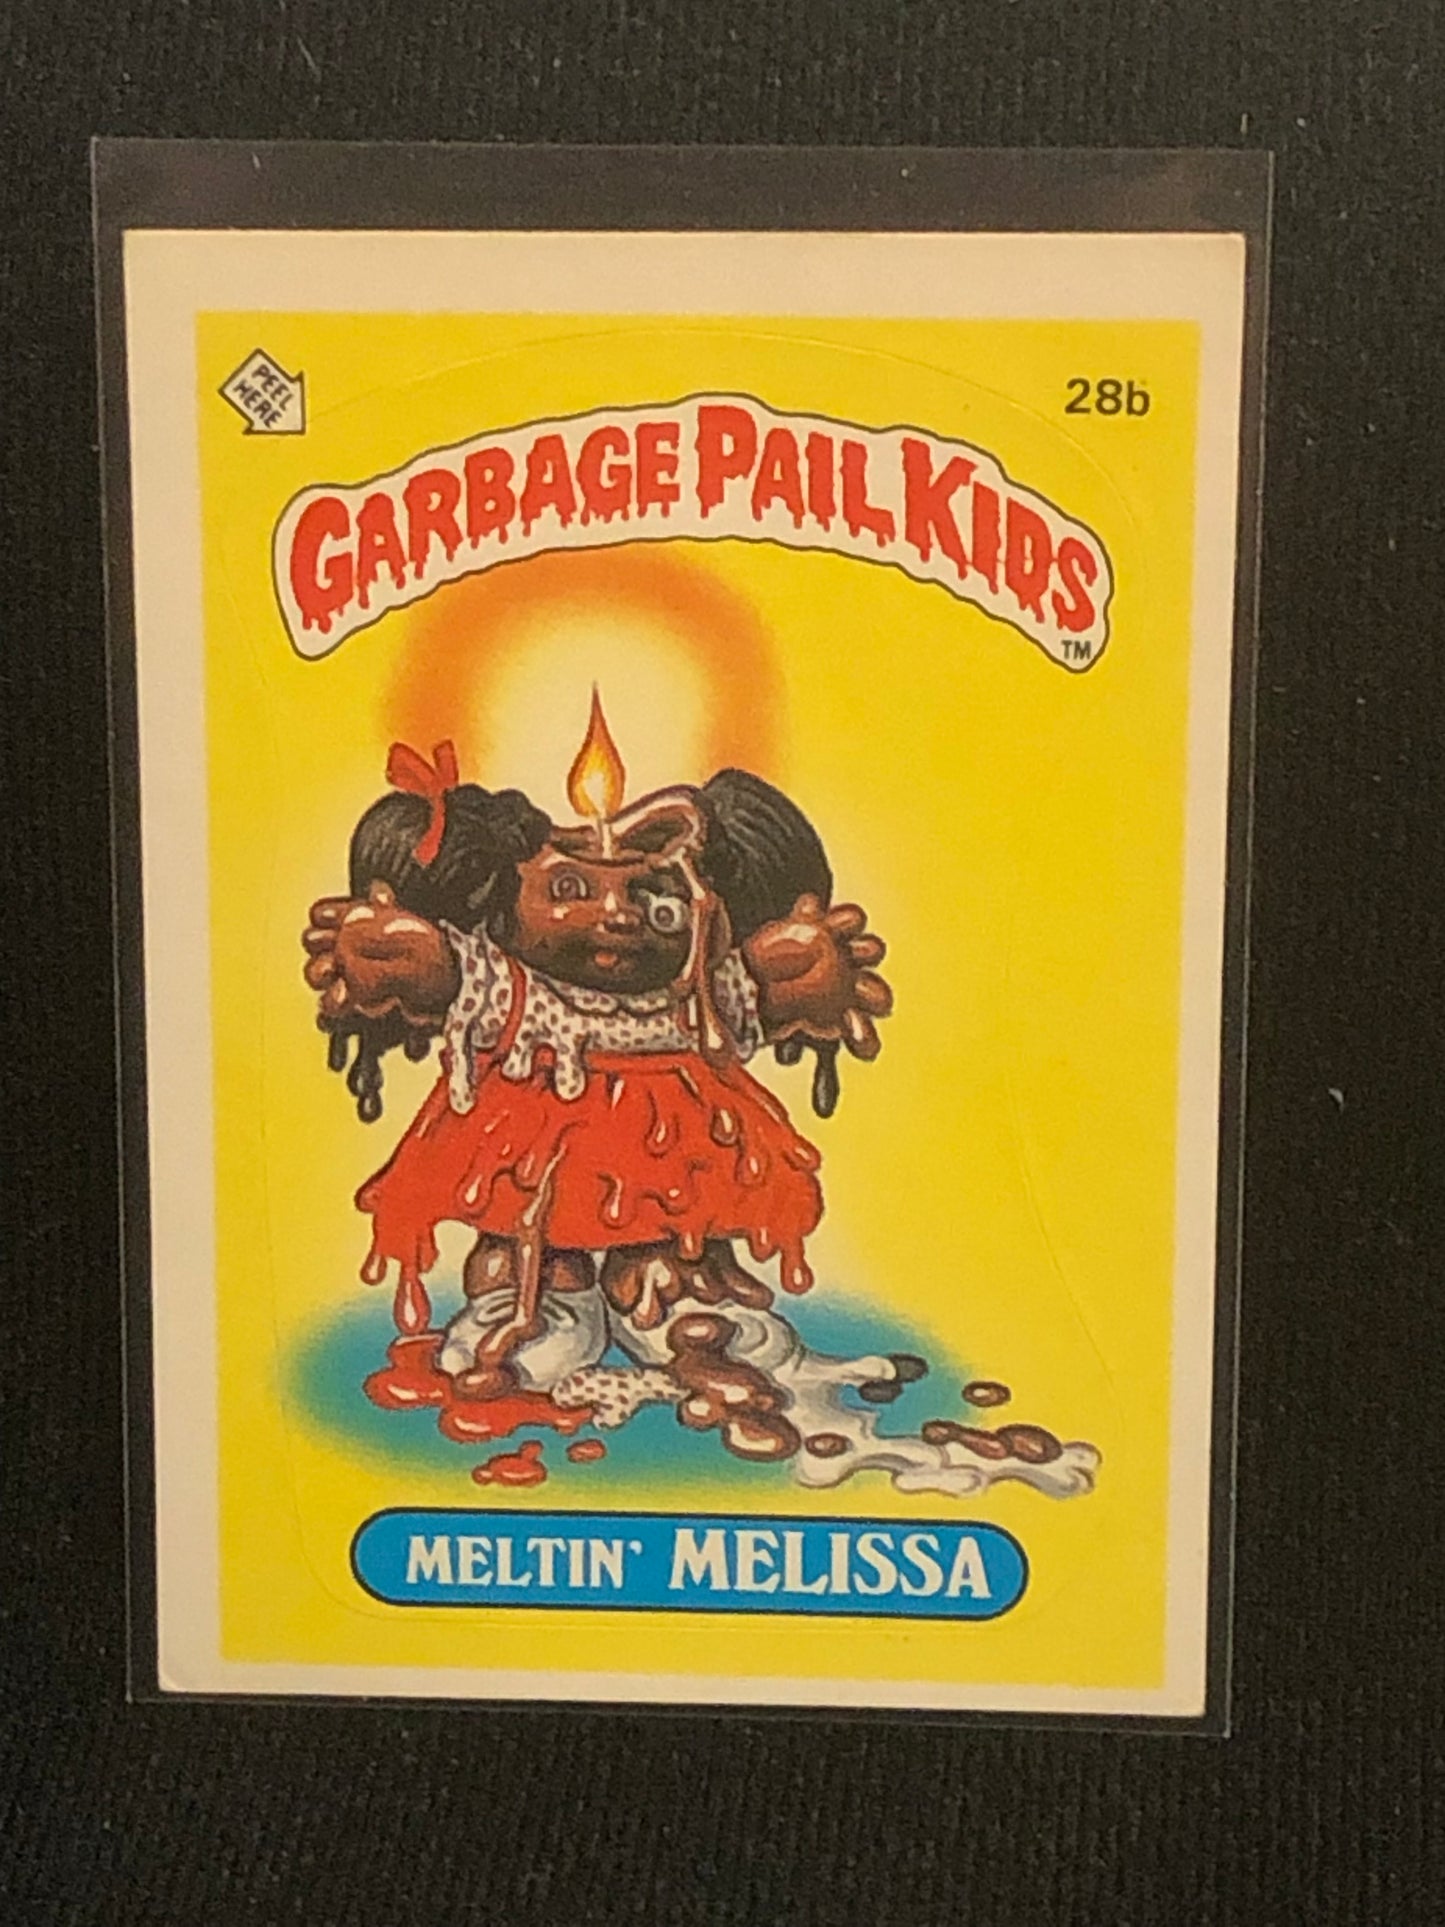 PEEL
HERE
28b
GARBAGE PAIL KIDS
TM
MELTIN' MELISSA